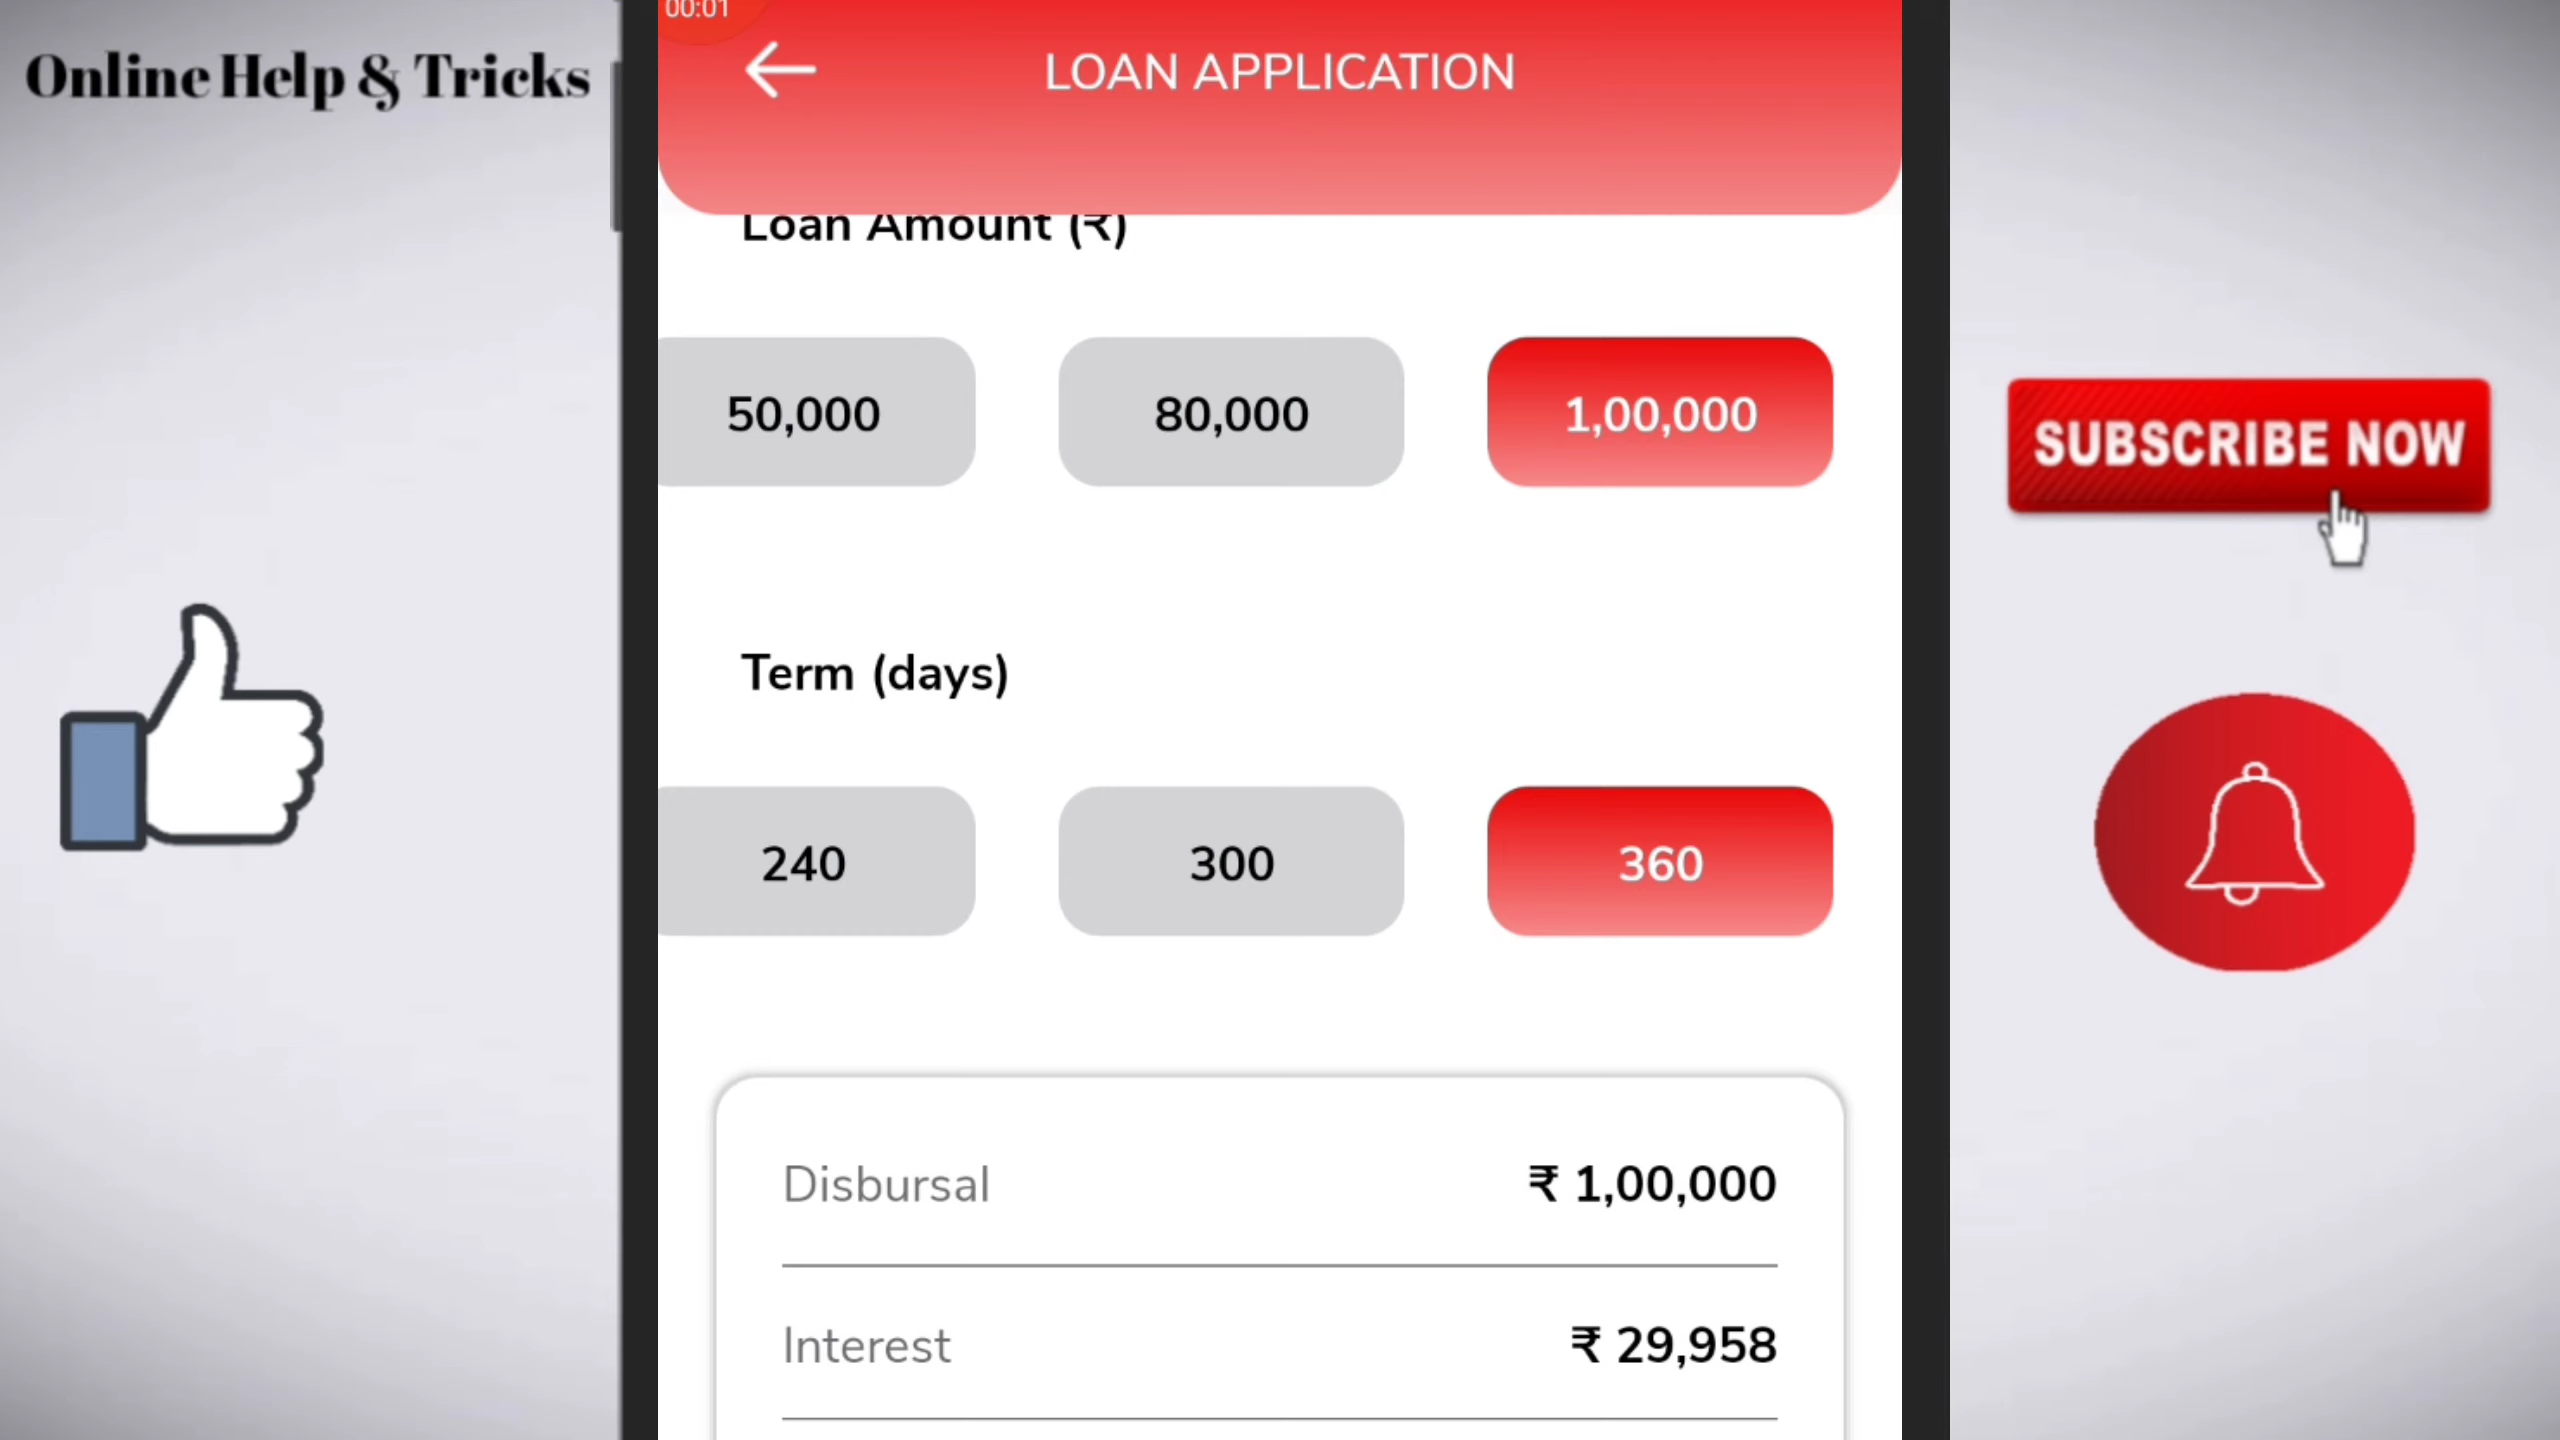 Online Help & Tricks
00:01
LOAN APPLICATION
Loan Amount (₹)
50,000 80,000 1,00,000
SUBSCRIBE NOW
Term (days)
240 300 360
Disbursal ₹ 1,00,000
Interest ₹ 29,958